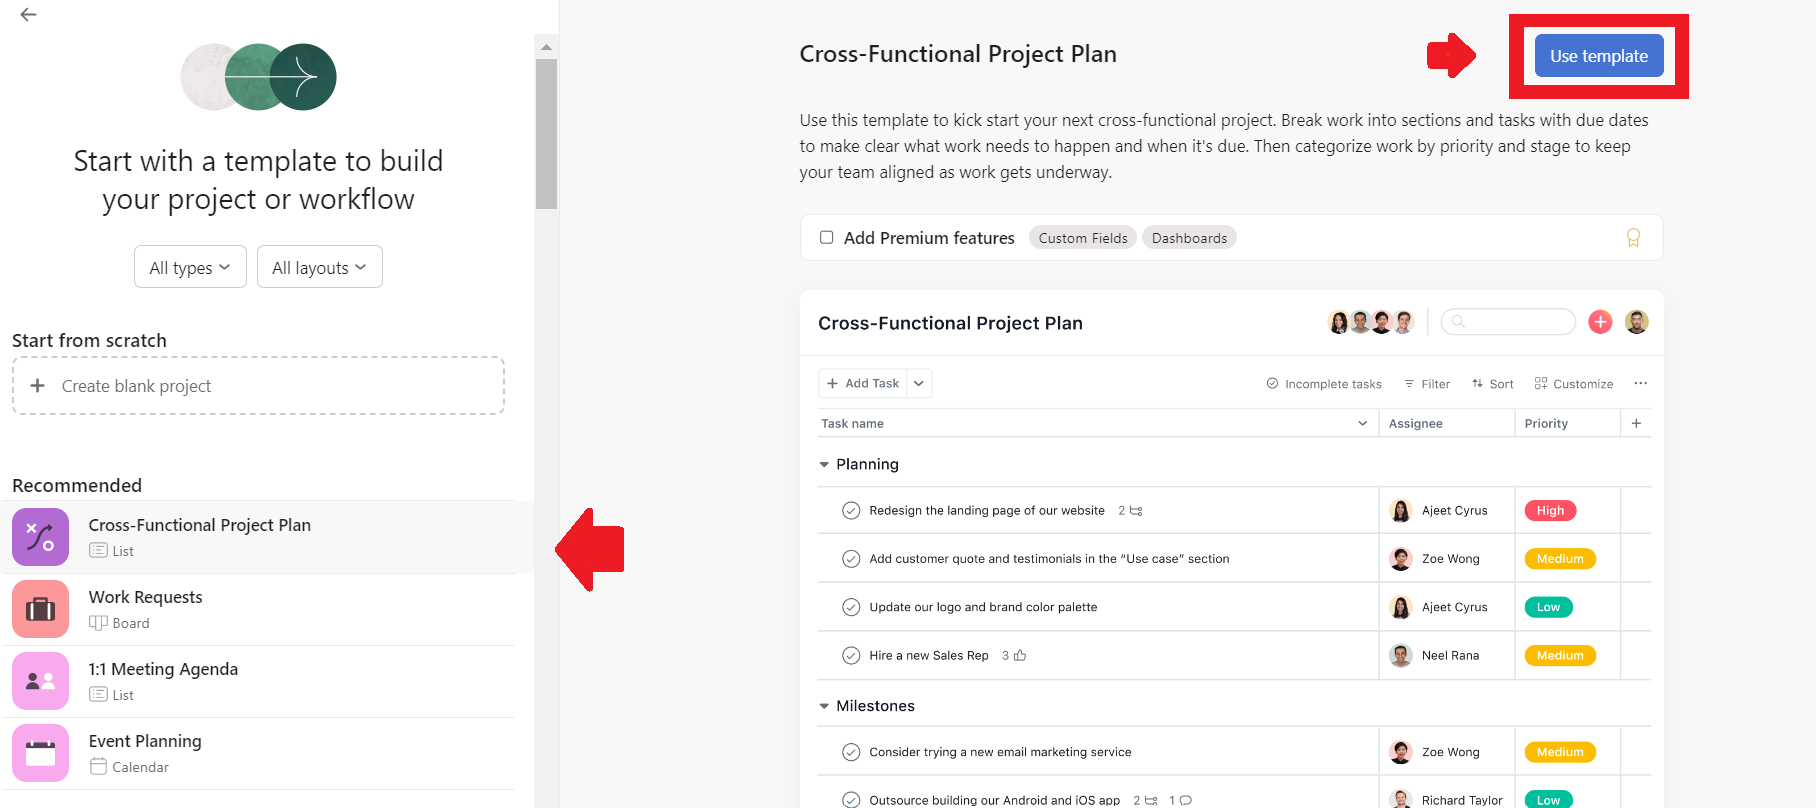 Start with a template to build
your project or workflow
All types
All layouts
Start from scratch
+ Create blank project
Recommended
Cross-Functional Project Plan
List
Work Requests
Board
1:1 Meeting Agenda
List
Event Planning
Calendar
Cross-Functional Project Plan
Use template
Use this template to kick start your next cross-functional project. Break work into sections and tasks with due dates
to make clear what work needs to happen and when it's due. Then categorize work by priority and stage to keep
your team aligned as work gets underway.
Add Premium features Custom Fields Dashboards
Cross-Functional Project Plan
+ Add Task Incomplete tasks Filter Sort Customize ...
Task name Assignee Priority +
Planning
Redesign the landing page of our website 2 Ajeet Cyrus High
Add customer quote and testimonials in the “Use case” section Zoe Wong Medium
Update our logo and brand color palette Ajeet Cyrus Low
Hire a new Sales Rep 3 Neel Rana Medium
Milestones
Consider trying a new email marketing service Zoe Wong Medium
Outsource building our Android and iOS app 2 1 Richard Taylor Low